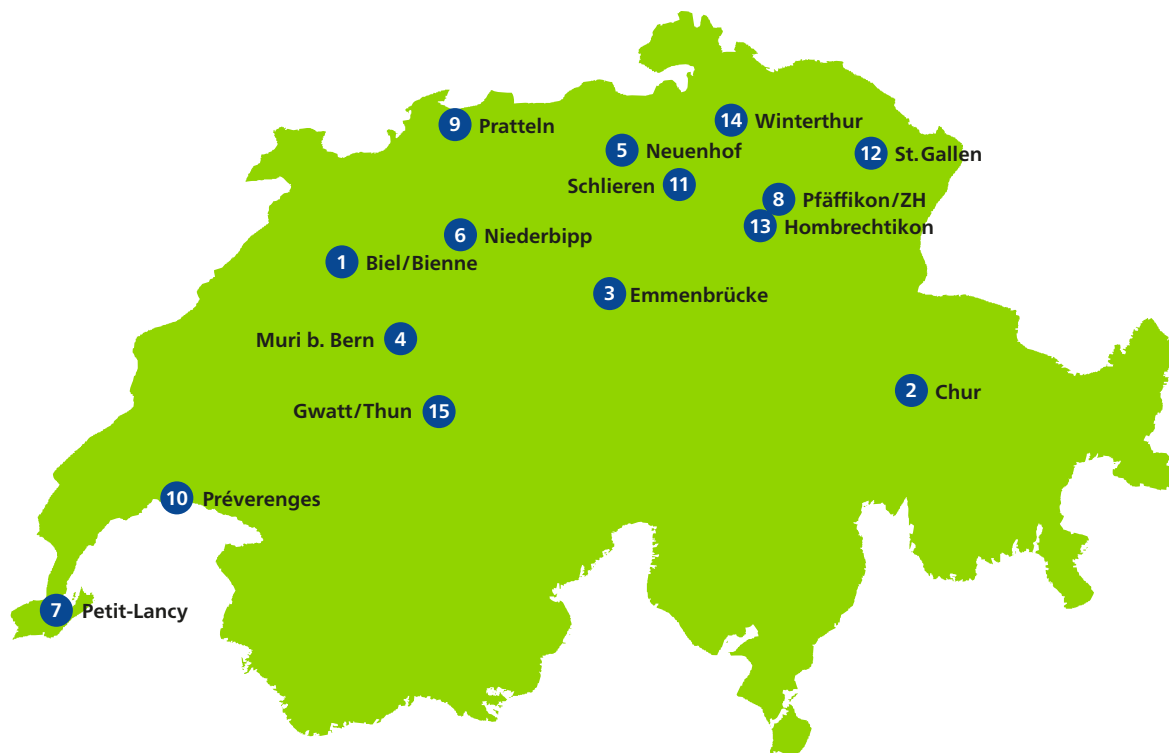 14 Winterthur
9 Pratteln
5 Neuenhof
12 St. Gallen
Schlieren 11
8 Pfäffikon/ZH
13 Hombrechtikon
6 Niederbipp
1 Biel/Bienne
3 Emmenbrücke
Muri b. Bern 4
2 Chur
Gwatt/Thun 15
10 Préverenges
7 Petit-Lancy